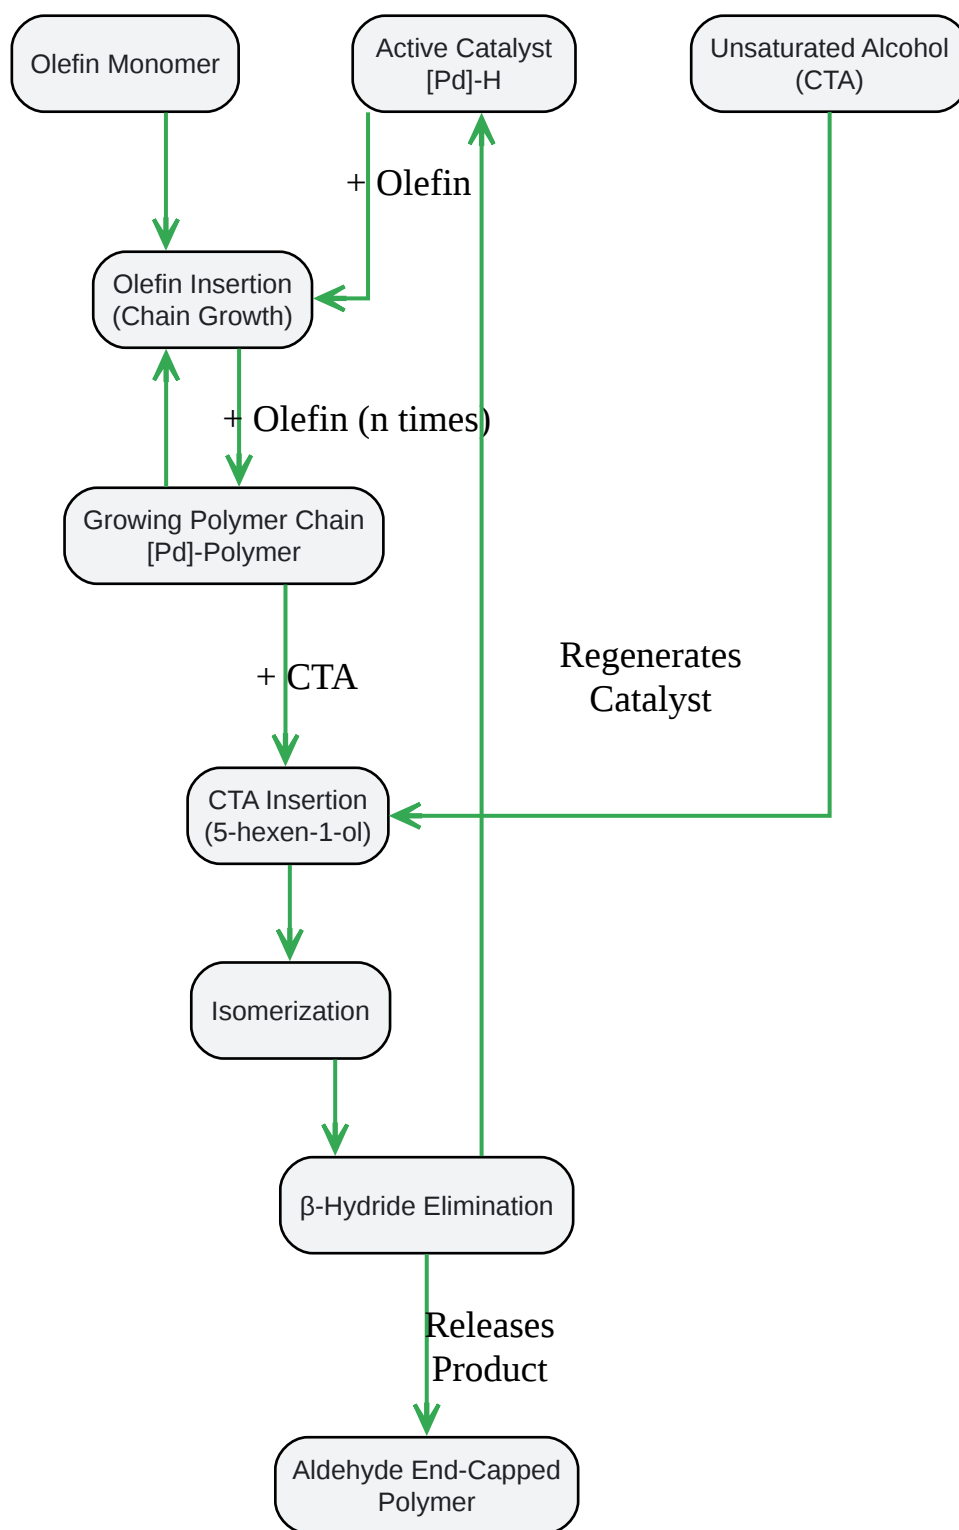 Olefin Monomer
Active Catalyst
[Pd]-H
Unsaturated Alcohol
(CTA)
+ Olefin
Olefin Insertion
(Chain Growth)
+ Olefin (n times)
Growing Polymer Chain
[Pd]-Polymer
+ CTA
Regenerates
Catalyst
CTA Insertion
(5-hexen-1-ol)
Isomerization
β-Hydride Elimination
Releases
Product
Aldehyde End-Capped
Polymer